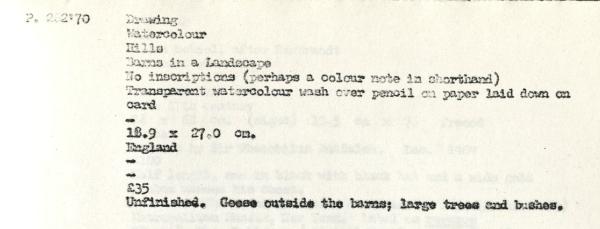 P. 282'70
Drawing
Watercolour
Hills
Barns in a Landscape
No inscriptions (perhaps a colour note in shorthand)
Transparent watercolour wash over pencil on paper laid down on
card
-
18.9 x 27.0 cm.
England
-
-
£35
Unfinished. Geese outside the barns; large trees and bushes.